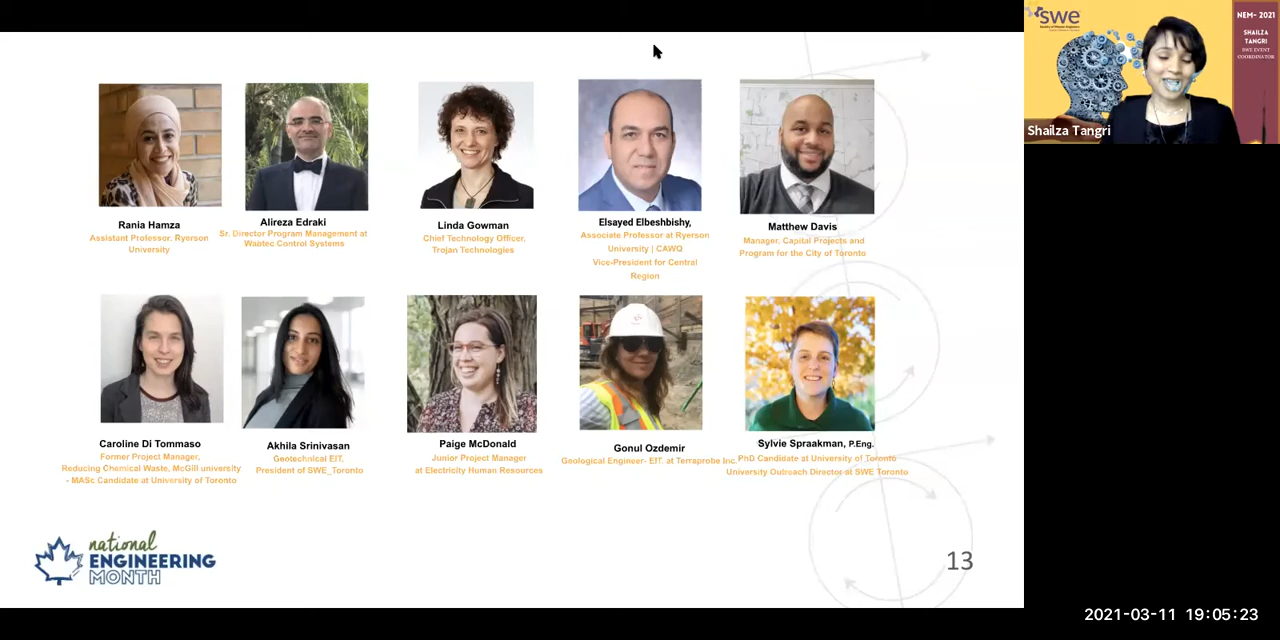 Rania Hamza
Assistant Professor, Ryerson
University
Alireza Edraki
Sr. Director Program Management at
Wabtec Control Systems
Linda Gowman
Chief Technology Officer,
Trojan Technologies
Elsayed Elbeshbishy,
Associate Professor at Ryerson
University | CAWQ
Vice-President for Central
Region
Matthew Davis
Manager, Capital Projects and
Program for the City of Toronto
Caroline Di Tommaso
Former Project Manager,
Reducing Chemical Waste, McGill university
- MASc Candidate at University of Toronto
Akhila Srinivasan
Geotechnical EIT,
President of SWE_Toronto
Paige McDonald
Junior Project Manager
at Electricity Human Resources
Gonul Ozdemir
Geological Engineer- EIT. at Terraprobe Inc.
Sylvie Spraakman, P.Eng.
PhD Candidate at University of Toronto
University Outreach Director at SWE Toronto
national
ENGINEERING
MONTH
13
swe
NEM- 2021
SHAILZA
TANGRI
SWE EVENT
COORDINATOR
Shailza Tangri
2021-03-11 19:05:23